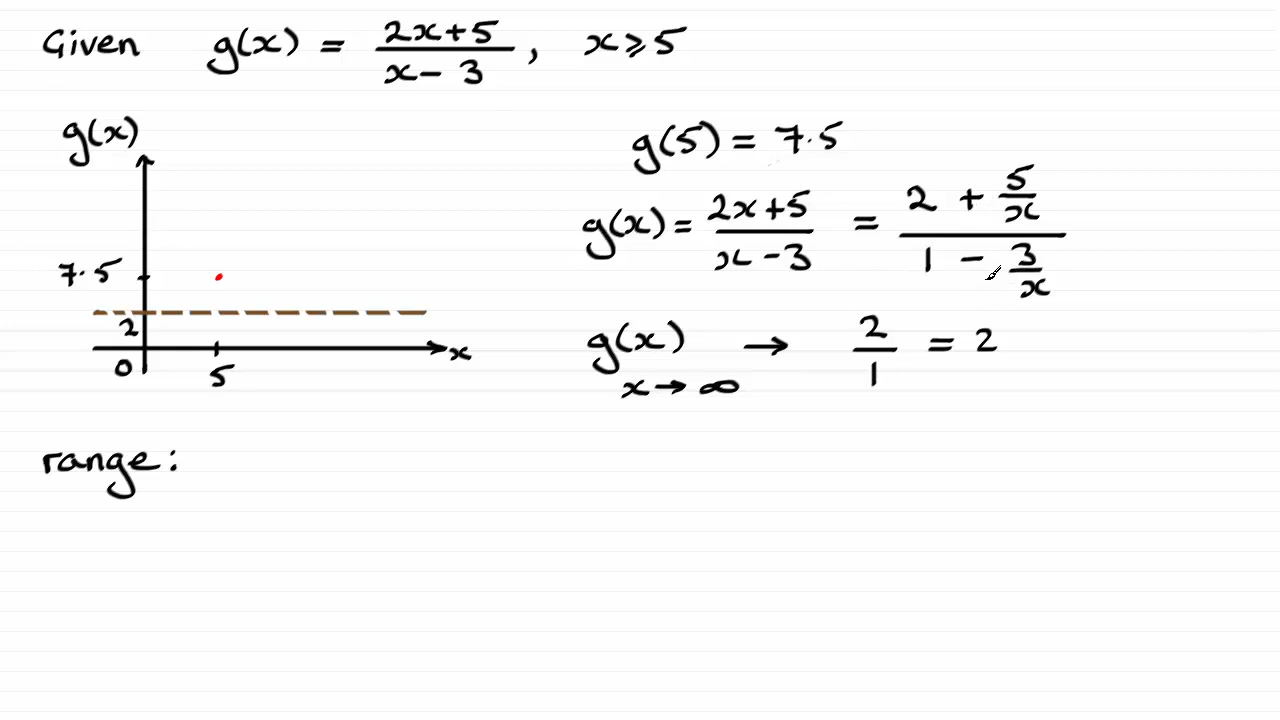 Given g(x) = (2x+5)/(x-3), x ⩾ 5
g(x)
7.5
2
0
5
x
g(5) = 7.5
g(x) = (2x+5)/(x-3) = (2 + 5/x)/(1 - 3/x)
g(x) → 2/1 = 2
x → ∞
range: